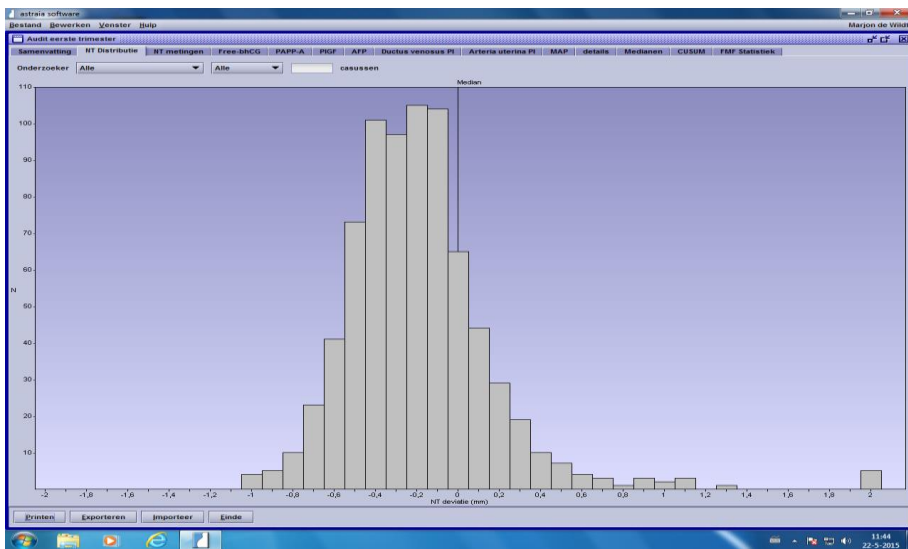 astraia software
Bestand Bewerken Venster Hulp Marjon de Wildt
Audit eerste trimester
Samenvatting NT Distributie NT metingen Free-bhCG PAPP-A PlGF AFP Ductus venosus PI Arteria uterina PI MAP details Medianen CUSUM FMF Statistiek
Onderzoeker Alle Alle casussen
Median
110
100
90
80
70
60
50
N
40
30
20
10
-2 -1,8 -1,6 -1,4 -1,2 -1 -0,8 -0,6 -0,4 -0,2 0 0,2 0,4 0,6 0,8 1 1,2 1,4 1,6 1,8 2
NT deviatie (mm)
Printen Exporteren Importeer Einde
11:44
22-5-2015